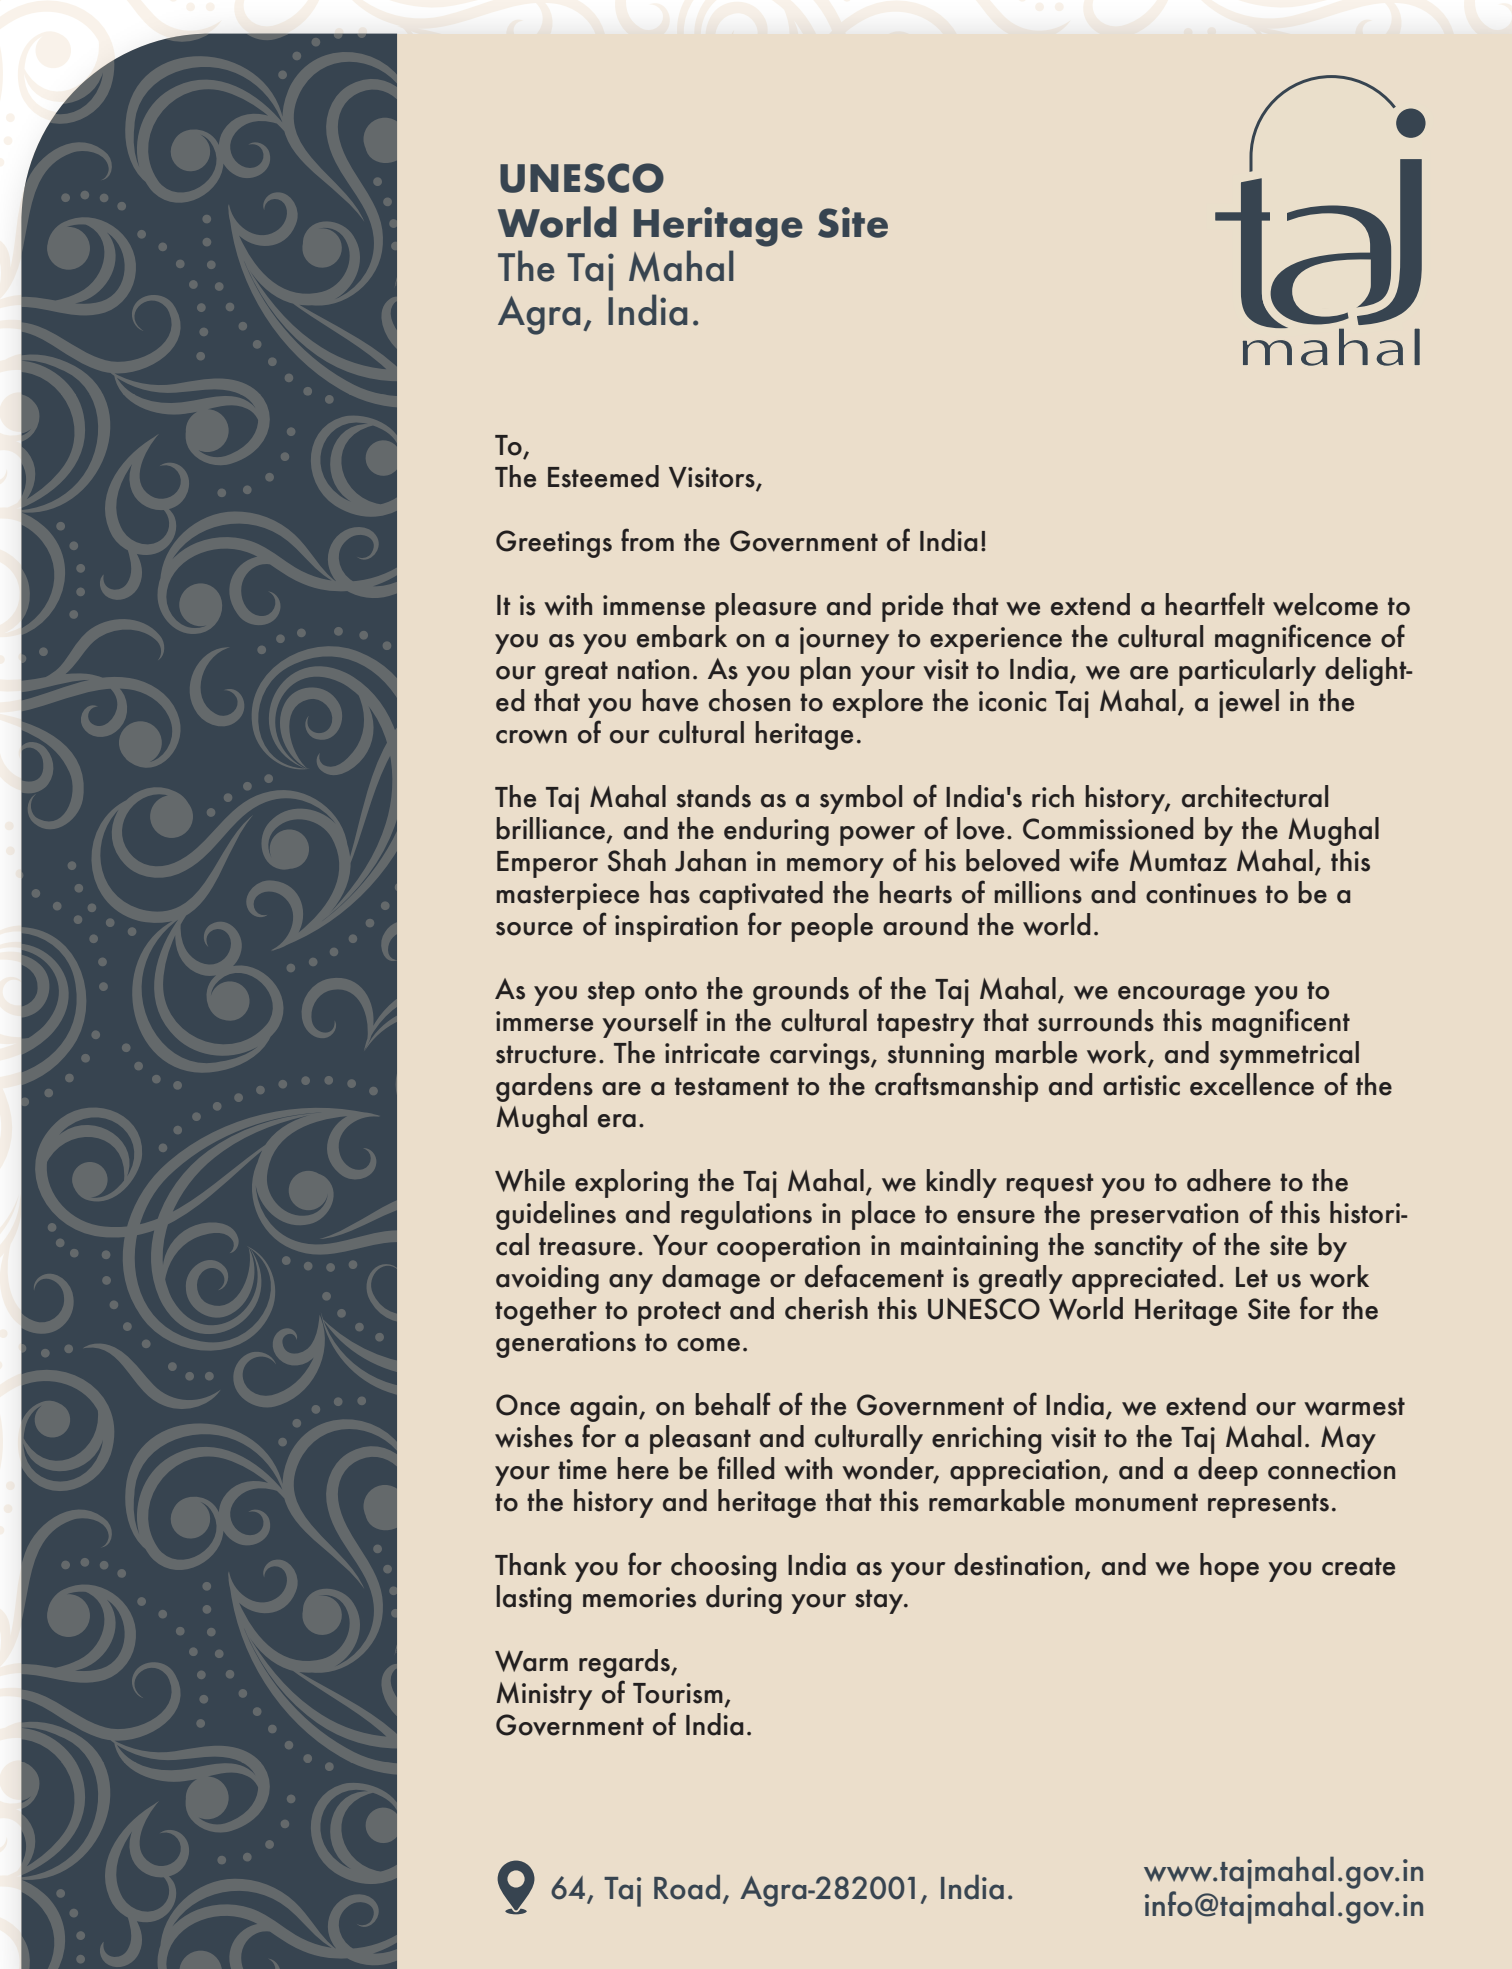 UNESCO
World Heritage Site
The Taj Mahal
Agra, India.
taj
mahal
To,
The Esteemed Visitors,
Greetings from the Government of India!
It is with immense pleasure and pride that we extend a heartfelt welcome to
you as you embark on a journey to experience the cultural magnificence of
our great nation. As you plan your visit to India, we are particularly delight-
ed that you have chosen to explore the iconic Taj Mahal, a jewel in the
crown of our cultural heritage.
The Taj Mahal stands as a symbol of India's rich history, architectural
brilliance, and the enduring power of love. Commissioned by the Mughal
Emperor Shah Jahan in memory of his beloved wife Mumtaz Mahal, this
masterpiece has captivated the hearts of millions and continues to be a
source of inspiration for people around the world.
As you step onto the grounds of the Taj Mahal, we encourage you to
immerse yourself in the cultural tapestry that surrounds this magnificent
structure. The intricate carvings, stunning marble work, and symmetrical
gardens are a testament to the craftsmanship and artistic excellence of the
Mughal era.
While exploring the Taj Mahal, we kindly request you to adhere to the
guidelines and regulations in place to ensure the preservation of this histori-
cal treasure. Your cooperation in maintaining the sanctity of the site by
avoiding any damage or defacement is greatly appreciated. Let us work
together to protect and cherish this UNESCO World Heritage Site for the
generations to come.
Once again, on behalf of the Government of India, we extend our warmest
wishes for a pleasant and culturally enriching visit to the Taj Mahal. May
your time here be filled with wonder, appreciation, and a deep connection
to the history and heritage that this remarkable monument represents.
Thank you for choosing India as your destination, and we hope you create
lasting memories during your stay.
Warm regards,
Ministry of Tourism,
Government of India.
64, Taj Road, Agra-282001, India.
www.tajmahal.gov.in
info@tajmahal.gov.in